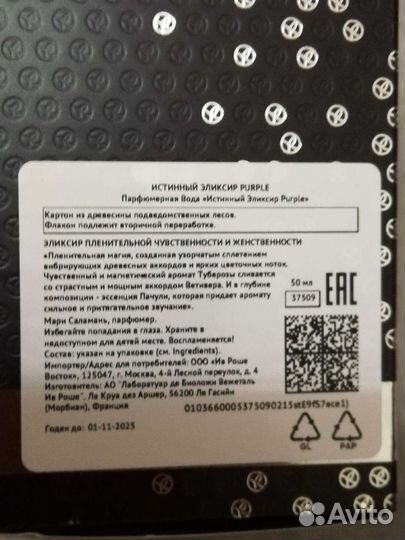 ИСТИННЫЙ ЭЛИКСИР PURPLE
Парфюмерная Вода «Истинный Эликсир Purple»
Картон из древесины подведомственных лесов.
Флакон подлежит вторичной переработке.
ЭЛИКСИР ПЛЕНИТЕЛЬНОЙ ЧУВСТВЕННОСТИ И ЖЕНСТВЕННОСТИ
«Пленительная магия, созданная узорчатым сплетением
вибрирующих древесных аккордов и ярких цветочных ноток.
Чувственный и магнетический аромат Туберозы сливается
со страстным и мощным аккордом Ветивера. И в глубине
композиции - эссенция Пачули, которая придает аромату
сильное и притягательное звучание».
Мари Саламань, парфюмер.
Избегайте попадания в глаза. Храните в
недоступном для детей месте. Воспламеняется!
Состав: указан на упаковке (см. Ingredients).
Импортер/Адрес для потребителей: ООО «Ив Роше
Восток», 125047, г. Москва, 4-й Лесной переулок, д. 4
Изготовитель: АО "Лаборатуар де Биоложи Вежеталь
Ив Роше", Ла Круа дез Аршер, 56200 Ля Гасийи
(Морбиан), Франция
Годен до: 01-11-2025
50 мл
37509
EAC
0103660005375090215stE9fS7ece1)
GL
PAP
Avito